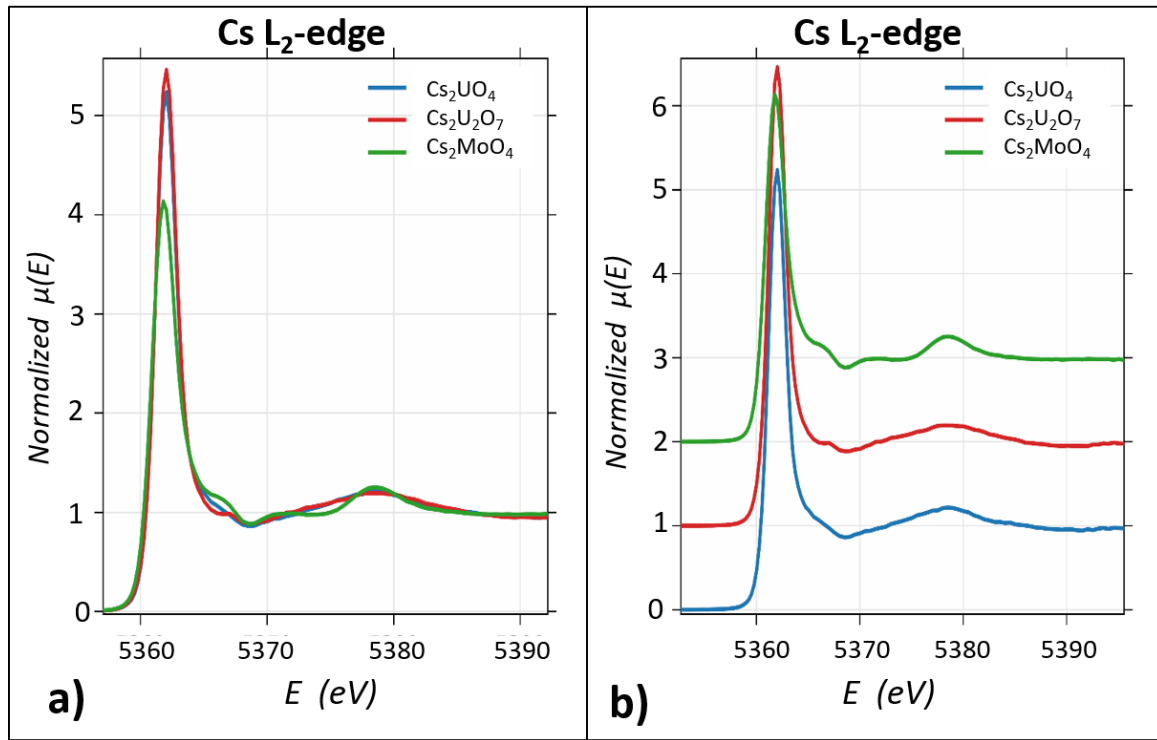 Cs L₂-edge
Cs₂UO₄
Cs₂U₂O₇
Cs₂MoO₄
5
4
3
2
1
0
Normalized μ(E)
5360 5370 5380 5390
E (eV)
a)
Cs L₂-edge
Cs₂UO₄
Cs₂U₂O₇
Cs₂MoO₄
6
5
4
3
2
1
0
Normalized μ(E)
5360 5370 5380 5390
E (eV)
b)